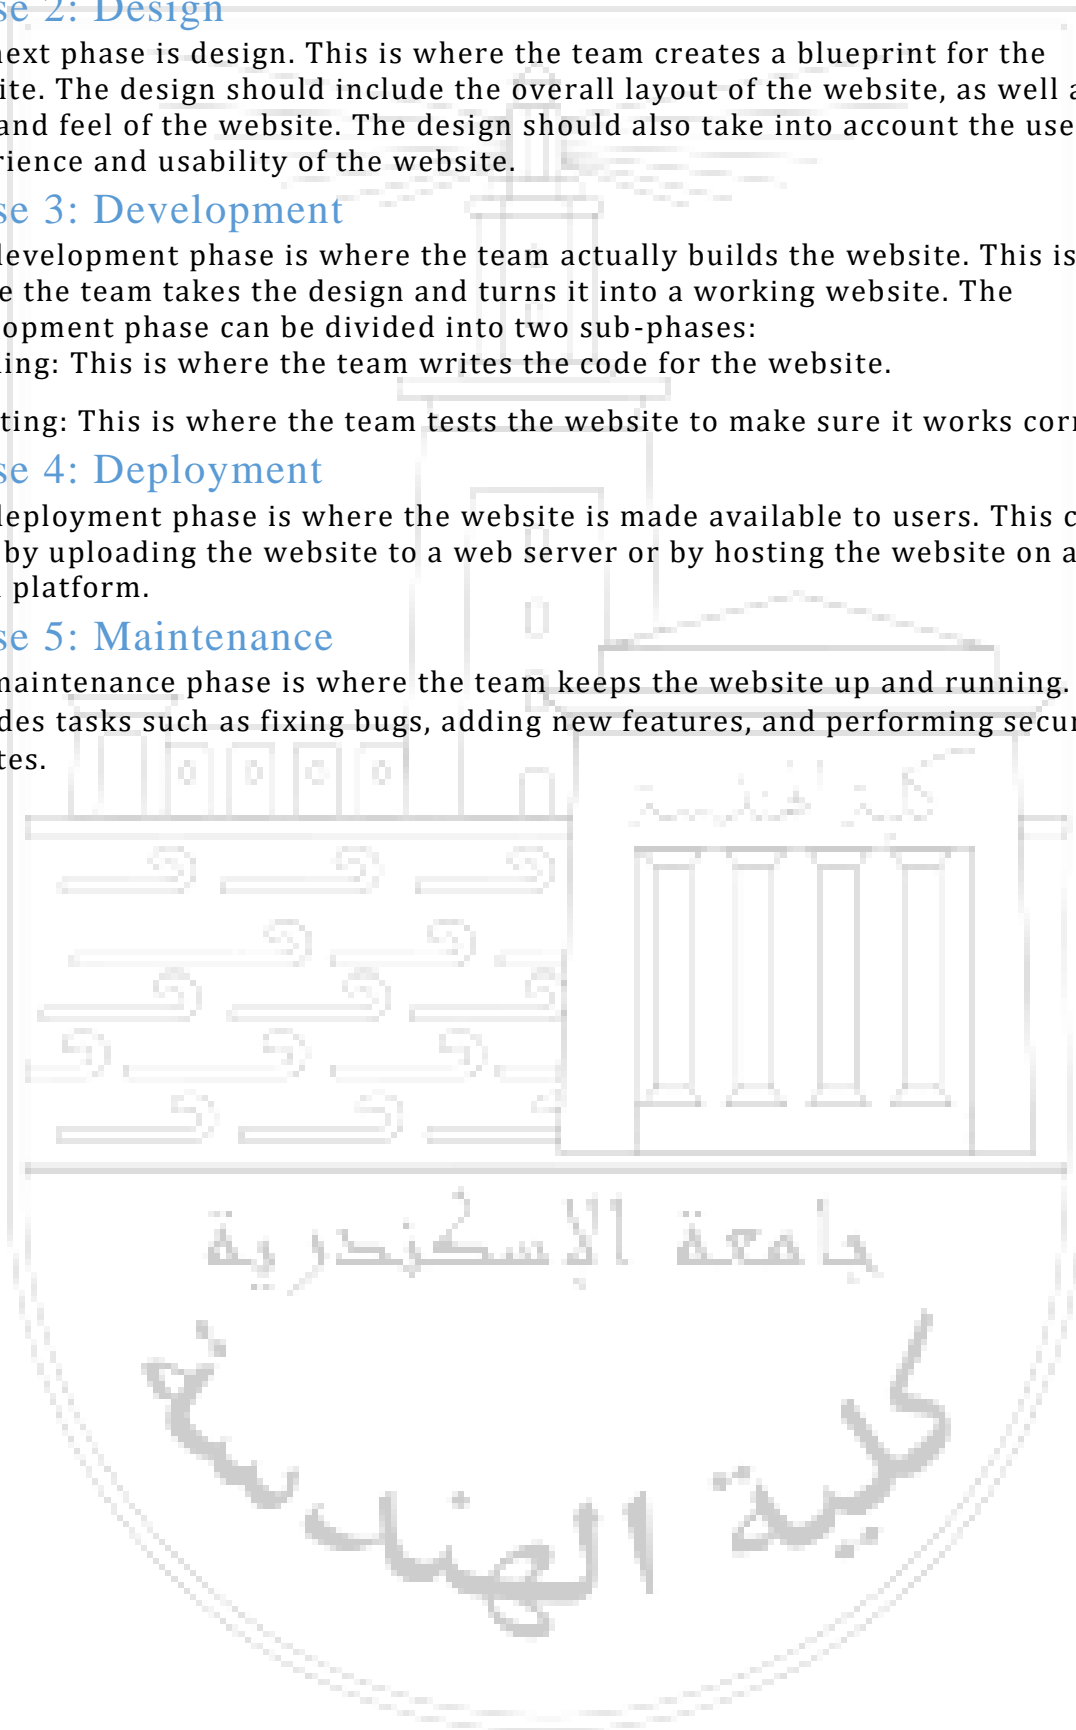 se 2: Design
next phase is design. This is where the team creates a blueprint for the
ite. The design should include the overall layout of the website, as well a
and feel of the website. The design should also take into account the use
rience and usability of the website.
se 3: Development
development phase is where the team actually builds the website. This is
e the team takes the design and turns it into a working website. The
opment phase can be divided into two sub-phases:
ing: This is where the team writes the code for the website.
ting: This is where the team tests the website to make sure it works corr
se 4: Deployment
deployment phase is where the website is made available to users. This c
by uploading the website to a web server or by hosting the website on a
platform.
se 5: Maintenance
maintenance phase is where the team keeps the website up and running.
des tasks such as fixing bugs, adding new features, and performing secur
tes.
كلية الهندسة
جامعة الإسكندرية
كلية الهندسة